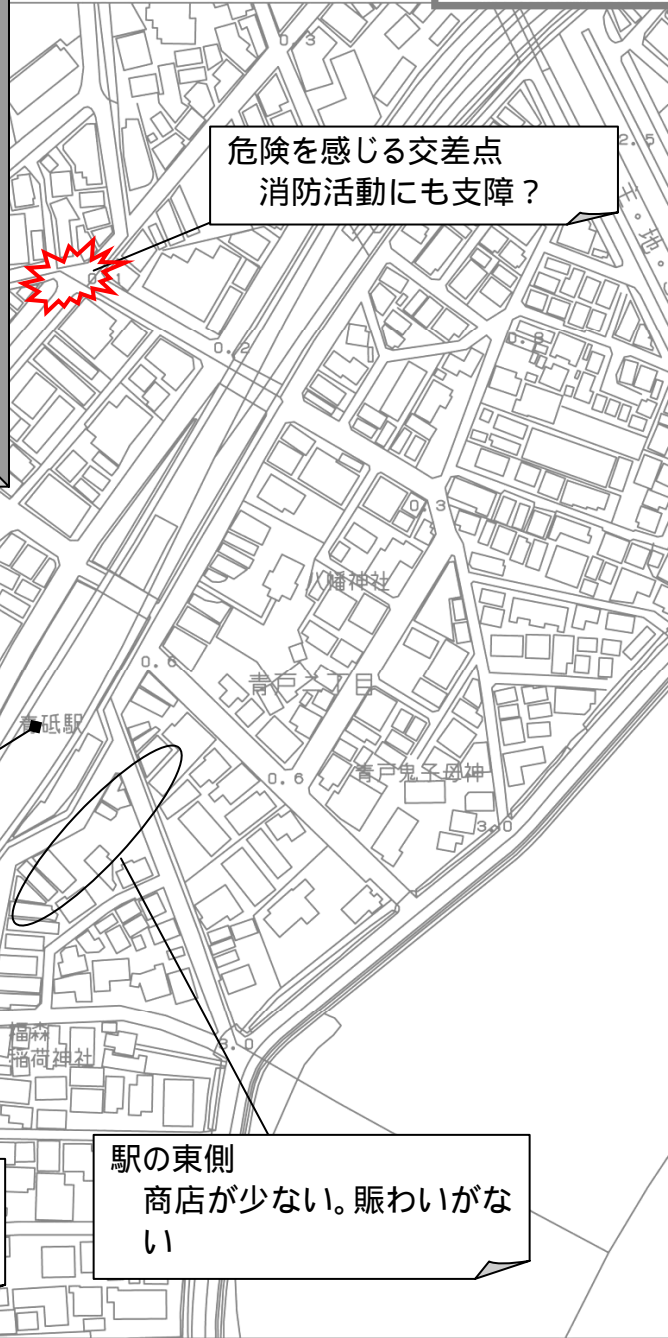 0.3
危険を感じる交差点
消防活動にも支障？
2.5
0.2
0.3
八幡神社
0.6
青戸二丁目
青砥駅
0.6
青戸鬼子母神
3.0
福森
稲荷神社
3.0
駅の東側
商店が少ない。賑わいがな
い